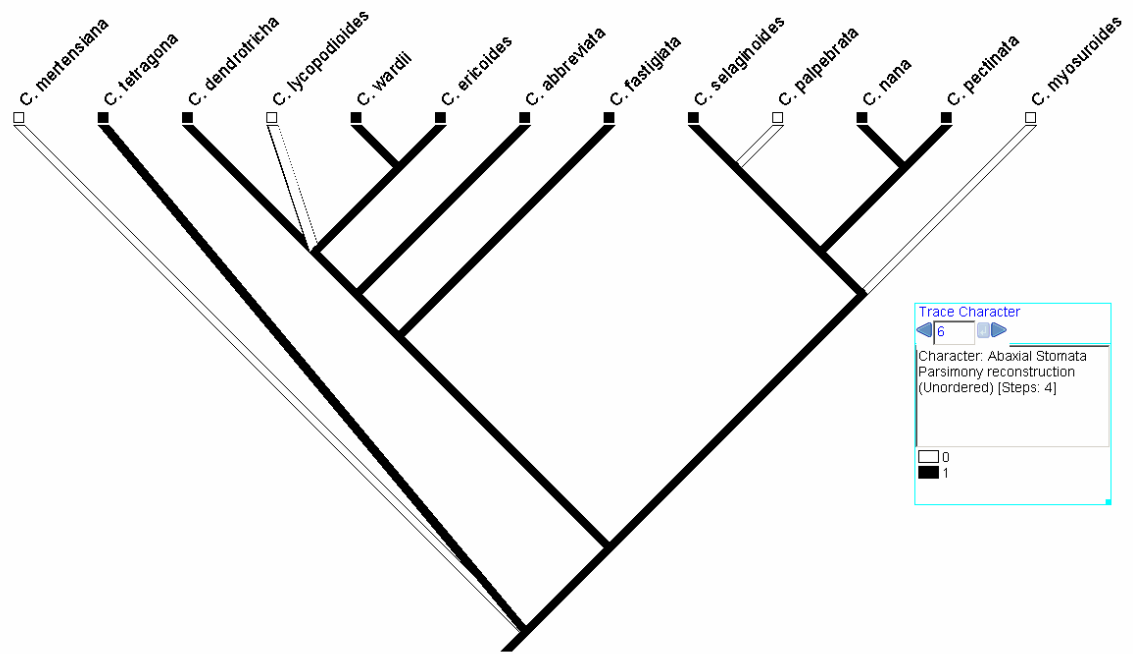 C. mertensiana
C. tetragona
C. dendrotricha
C. lycopodioides
C. wardii
C. ericoides
C. abbreviata
C. fastigiata
C. selaginoides
C. palpebrata
C. nana
C. pectinata
C. myosuroides
Trace Character
6
Character: Abaxial Stomata
Parsimony reconstruction
(Unordered) [Steps: 4]
0
1